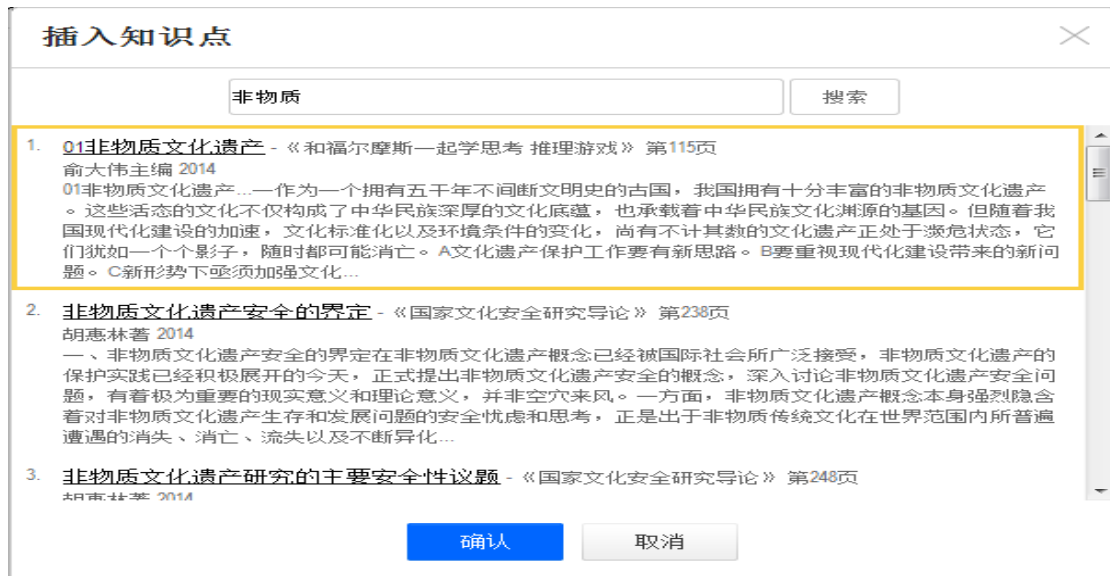 插入知识点
非物质 搜索
1. 01非物质文化遗产 - 《和福尔摩斯一起学思考 推理游戏》 第115页
俞大伟主编 2014
01非物质文化遗产...一作为一个拥有五千年不间断文明史的古国，我国拥有十分丰富的非物质文化遗产
。这些活态的文化不仅构成了中华民族深厚的文化底蕴，也承载着中华民族文化渊源的基因。但随着我
国现代化建设的加速，文化标准化以及环境条件的变化，尚有不计其数的文化遗产正处于濒危状态，它
们犹如一个个影子，随时都可能消亡。A文化遗产保护工作要有新思路。B要重视现代化建设带来的新问
题。C新形势下亟须加强文化...
2. 非物质文化遗产安全的界定 - 《国家文化安全研究导论》 第238页
胡惠林著 2014
一、非物质文化遗产安全的界定在非物质文化遗产概念已经被国际社会所广泛接受，非物质文化遗产的
保护实践已经积极展开的今天，正式提出非物质文化遗产安全的概念，深入讨论非物质文化遗产安全问
题，有着极为重要的现实意义和理论意义，并非空穴来风。一方面，非物质文化遗产概念本身强烈隐含
着对非物质文化遗产生存和发展问题的安全忧虑和思考，正是出于非物质传统文化在世界范围内所普遍
遭遇的消失、消亡、流失以及不断异化...
3. 非物质文化遗产研究的主要安全性议题 - 《国家文化安全研究导论》 第248页
胡惠林著 2014
确认 取消